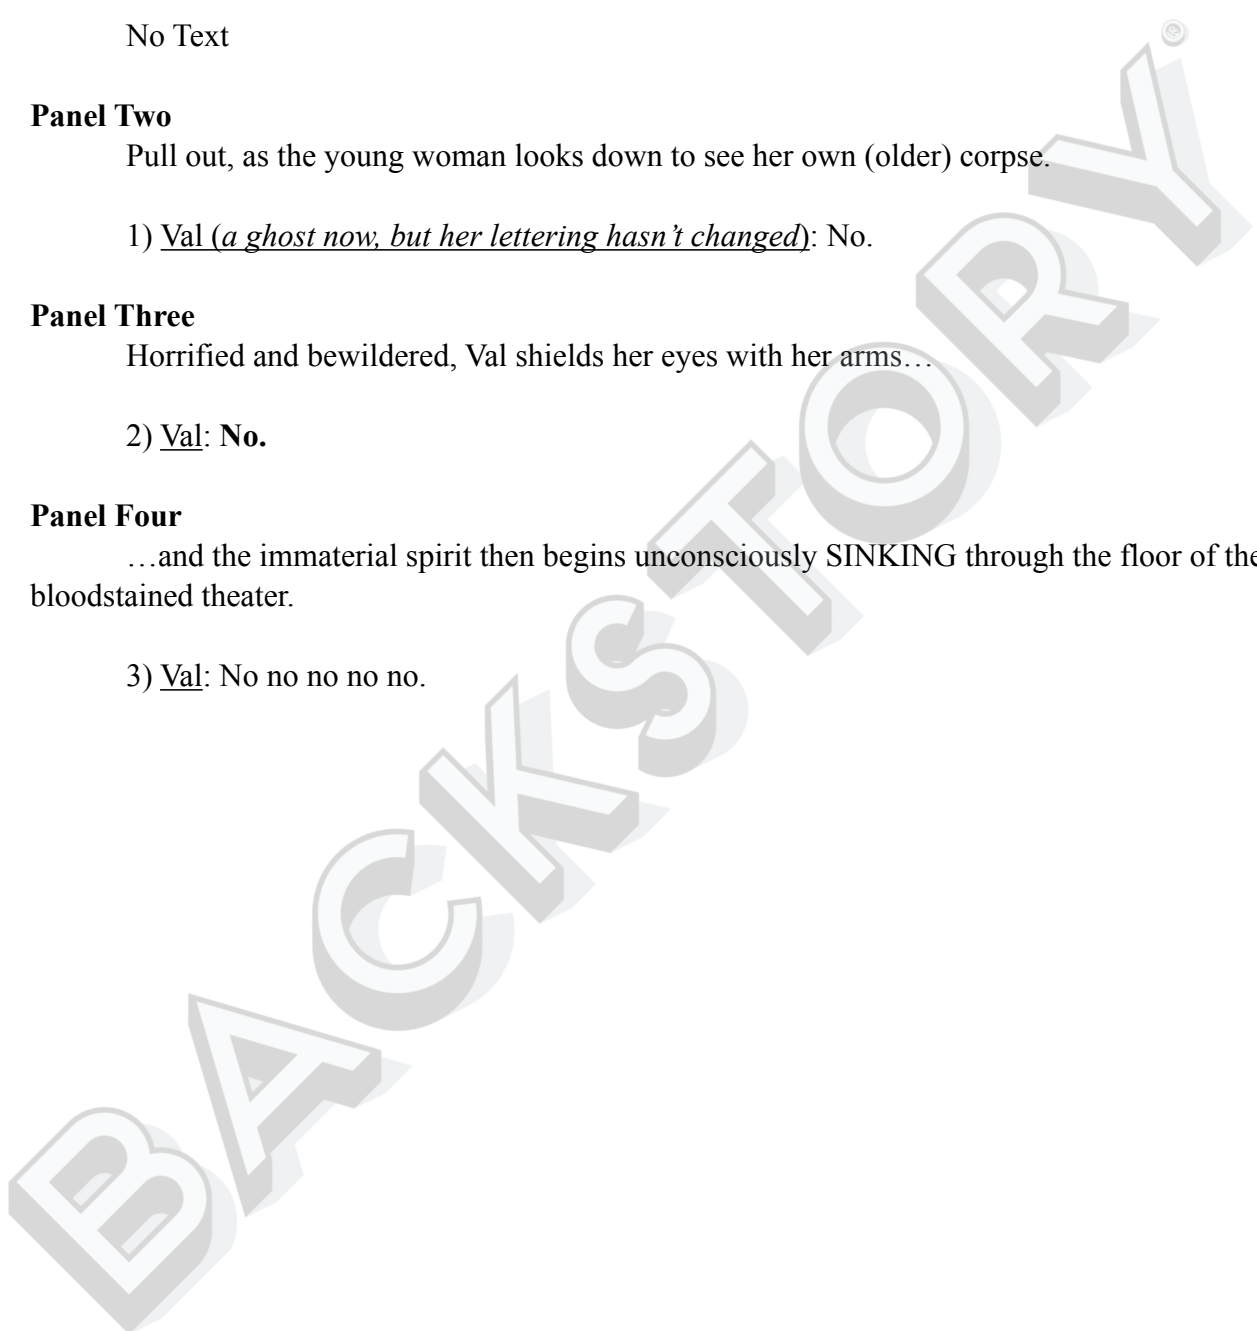 No Text
Panel Two
Pull out, as the young woman looks down to see her own (older) corpse.
1) Val (a ghost now, but her lettering hasn’t changed): No.
Panel Three
Horrified and bewildered, Val shields her eyes with her arms…
2) Val: No.
Panel Four
…and the immaterial spirit then begins unconsciously SINKING through the floor of the
bloodstained theater.
3) Val: No no no no no.
BACKSTORY